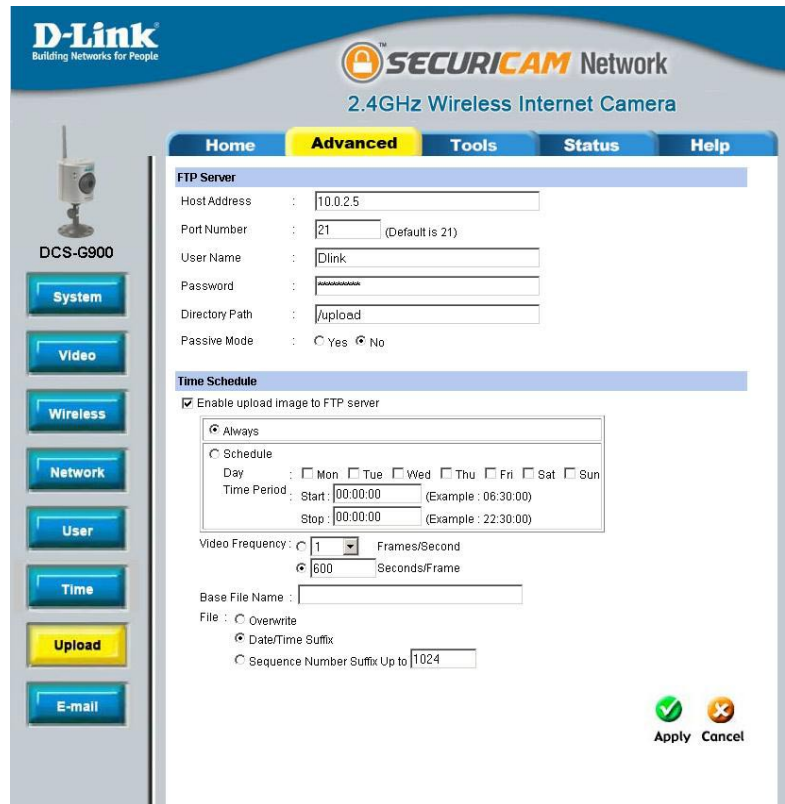 D-Link
Building Networks for People
SECURICAM Network
2.4GHz Wireless Internet Camera
Home Advanced Tools Status Help
DCS-G900
System
Video
Wireless
Network
User
Time
Upload
E-mail
FTP Server
Host Address : 10.0.2.5
Port Number : 21 (Default is 21)
User Name : Dlink
Password : *********
Directory Path : /upload
Passive Mode : Yes No
Time Schedule
Enable upload image to FTP server
Always
Schedule
Day : Mon Tue Wed Thu Fri Sat Sun
Time Period : Start : 00:00:00 (Example : 06:30:00)
Stop : 00:00:00 (Example : 22:30:00)
Video Frequency : 1 Frames/Second
600 Seconds/Frame
Base File Name :
File : Overwrite
Date/Time Suffix
Sequence Number Suffix Up to 1024
Apply Cancel